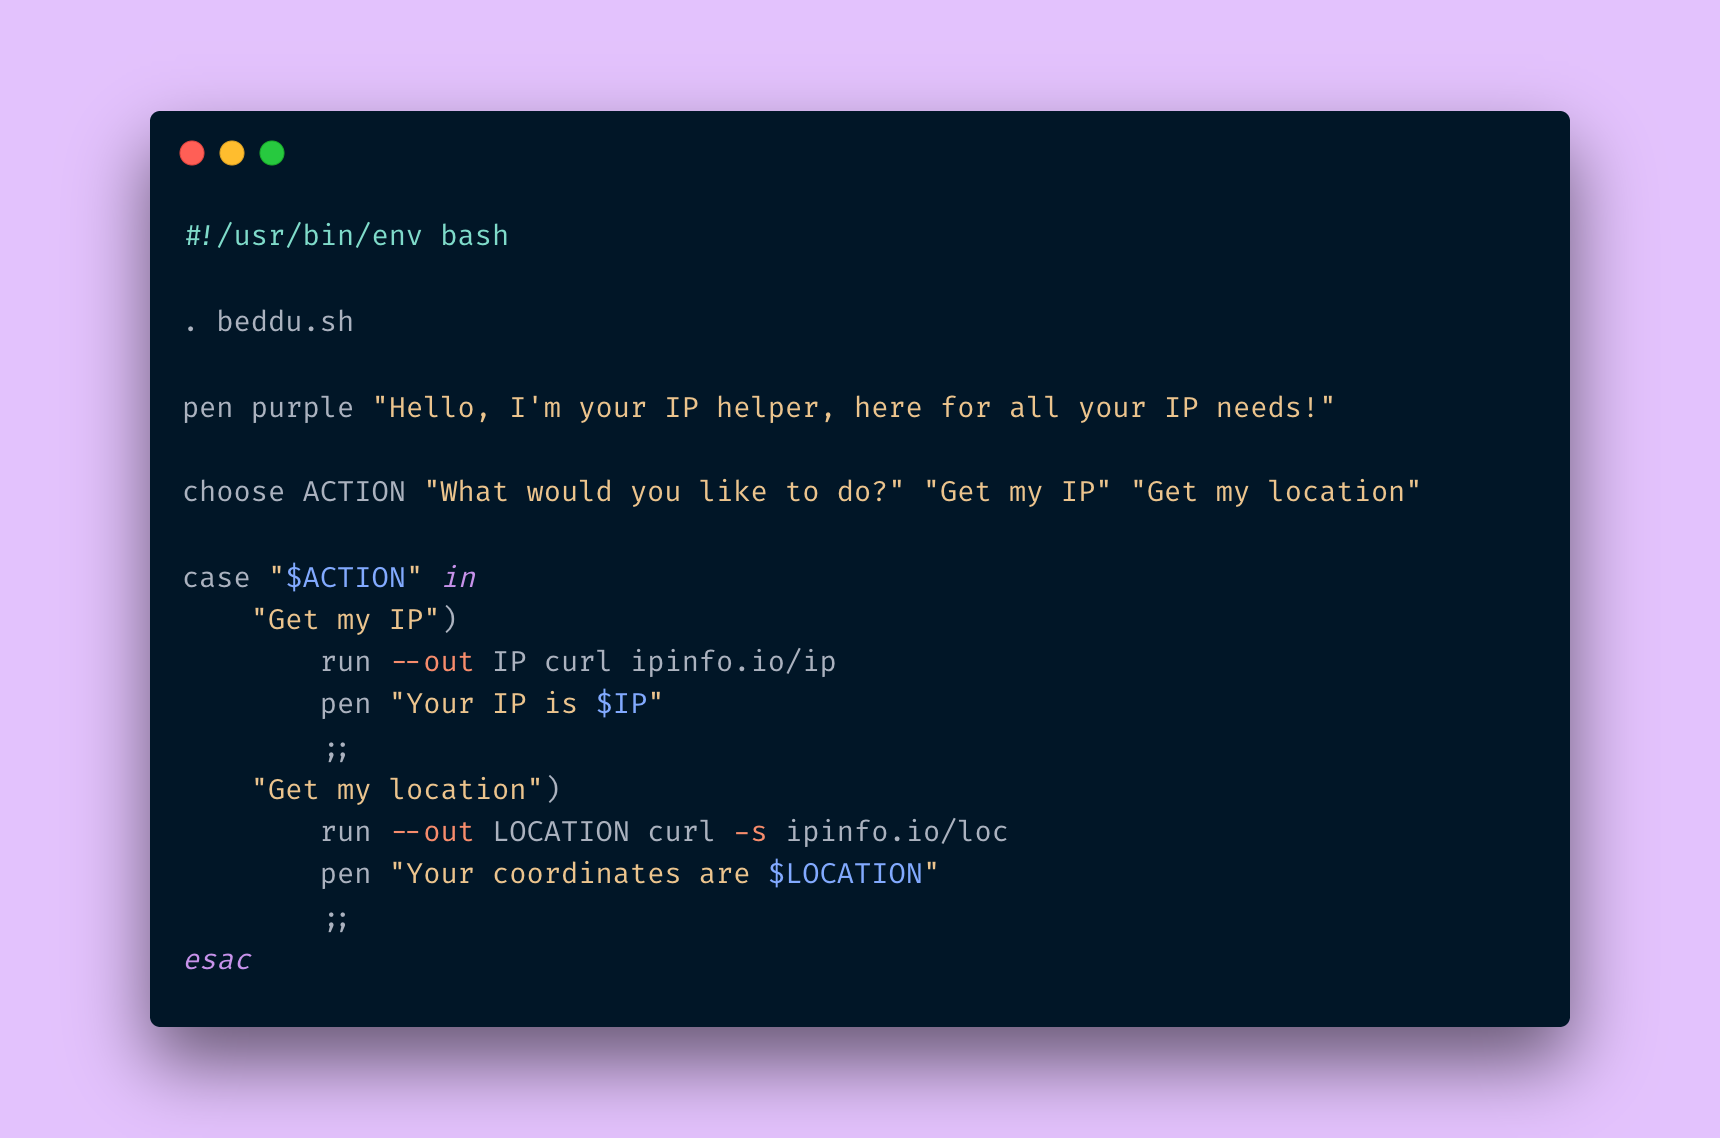 #!/usr/bin/env bash
. beddu.sh
pen purple "Hello, I'm your IP helper, here for all your IP needs!"
choose ACTION "What would you like to do?" "Get my IP" "Get my location"
case "$ACTION" in
    "Get my IP")
        run --out IP curl ipinfo.io/ip
        pen "Your IP is $IP"
        ;;
    "Get my location")
        run --out LOCATION curl -s ipinfo.io/loc
        pen "Your coordinates are $LOCATION"
        ;;
esac